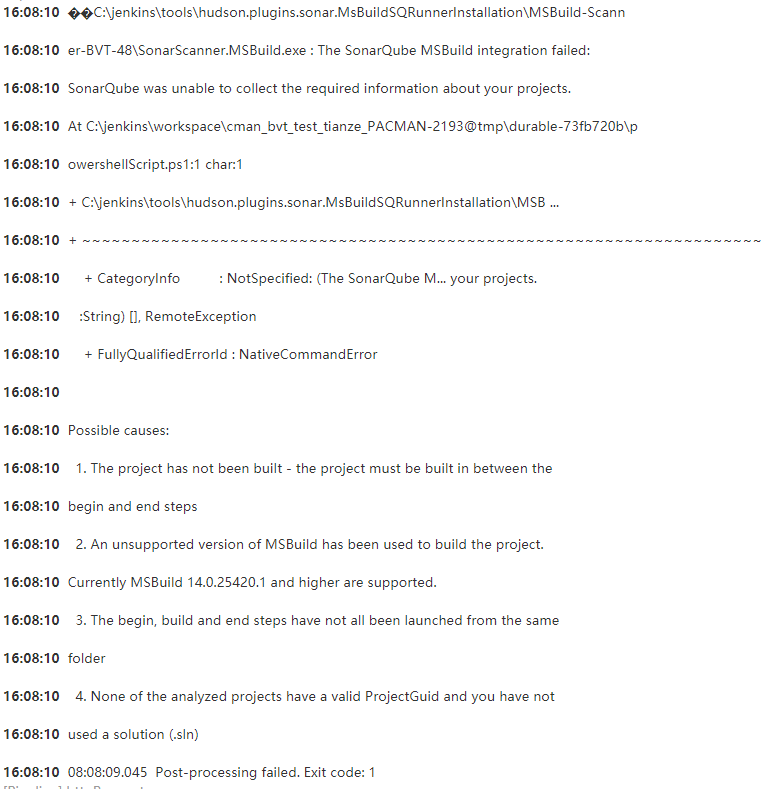 16:08:10 ��C:\jenkins\tools\hudson.plugins.sonar.MsBuildSQRunnerInstallation\MSBuild-Scann
16:08:10 er-BVT-48\SonarScanner.MSBuild.exe : The SonarQube MSBuild integration failed:
16:08:10 SonarQube was unable to collect the required information about your projects.
16:08:10 At C:\jenkins\workspace\cman_bvt_test_tianze_PACMAN-2193@tmp\durable-73fb720b\p
16:08:10 owershellScript.ps1:1 char:1
16:08:10 + C:\jenkins\tools\hudson.plugins.sonar.MsBuildSQRunnerInstallation\MSB ...
16:08:10 + ~~~~~~~~~~~~~~~~~~~~~~~~~~~~~~~~~~~~~~~~~~~~~~~~~~~~~~~~~~~~~~~~~~~~~
16:08:10 + CategoryInfo : NotSpecified: (The SonarQube M... your projects.
16:08:10 :String) [], RemoteException
16:08:10 + FullyQualifiedErrorId : NativeCommandError
16:08:10
16:08:10 Possible causes:
16:08:10 1. The project has not been built - the project must be built in between the
16:08:10 begin and end steps
16:08:10 2. An unsupported version of MSBuild has been used to build the project.
16:08:10 Currently MSBuild 14.0.25420.1 and higher are supported.
16:08:10 3. The begin, build and end steps have not all been launched from the same
16:08:10 folder
16:08:10 4. None of the analyzed projects have a valid ProjectGuid and you have not
16:08:10 used a solution (.sln)
16:08:10 08:08:09.045 Post-processing failed. Exit code: 1